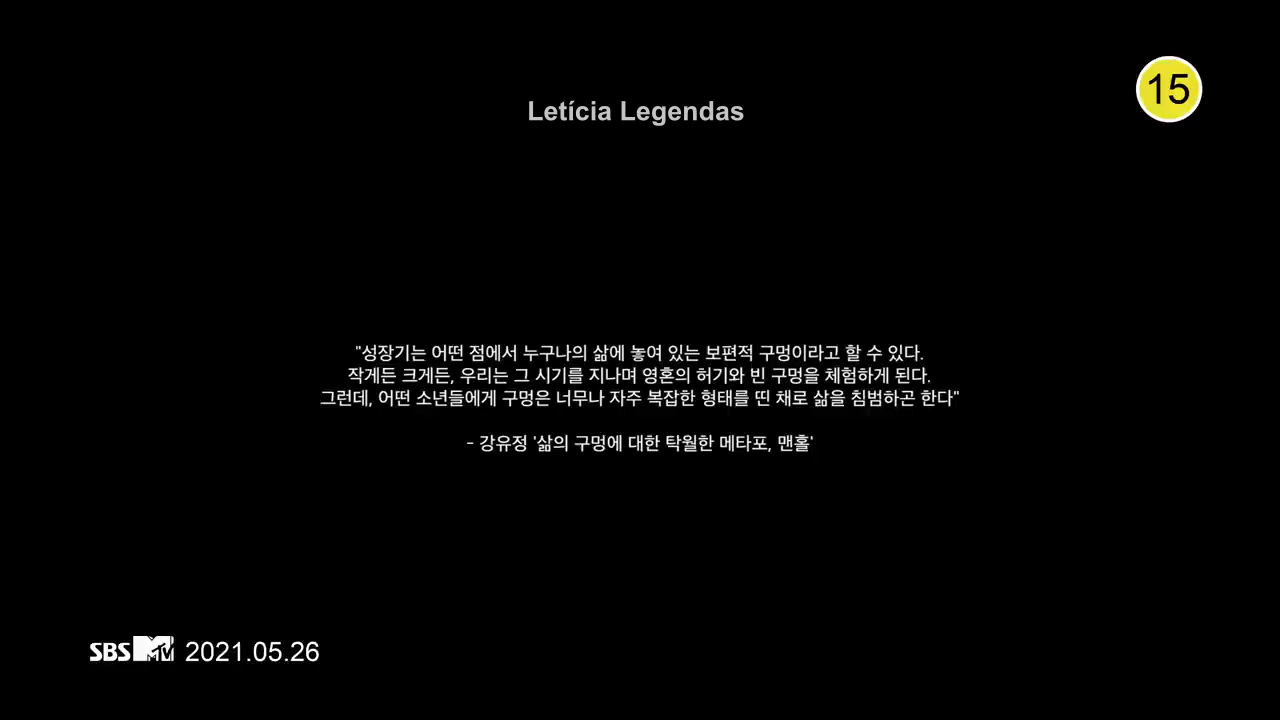 15
Letícia Legendas
"성장기는 어떤 점에서 누구나의 삶에 놓여 있는 보편적 구멍이라고 할 수 있다.
작게든 크게든, 우리는 그 시기를 지나며 영혼의 허기와 빈 구멍을 체험하게 된다.
그런데, 어떤 소년들에게 구멍은 너무나 자주 복잡한 형태를 띤 채로 삶을 침범하곤 한다"
- 강유정 '삶의 구멍에 대한 탁월한 메타포, 맨홀'
SBS MTV 2021.05.26